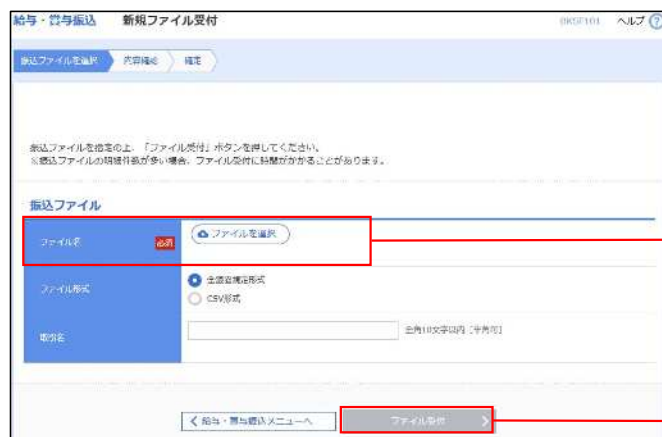 給与・賞与振込 新規ファイル受付 BKSF101 ヘルプ ?
振込ファイルを選択 内容確認 確定
振込ファイルを指定の上、「ファイル受付」ボタンを押してください。
※振込ファイルの明細件数が多い場合、ファイル受付に時間がかかることがあります。
振込ファイル
ファイル名 必須 ファイルを選択
ファイル形式 全銀協規定形式
CSV形式
取引名 全角10文字以内 [半角可]
給与・賞与振込メニューへ ファイル受付